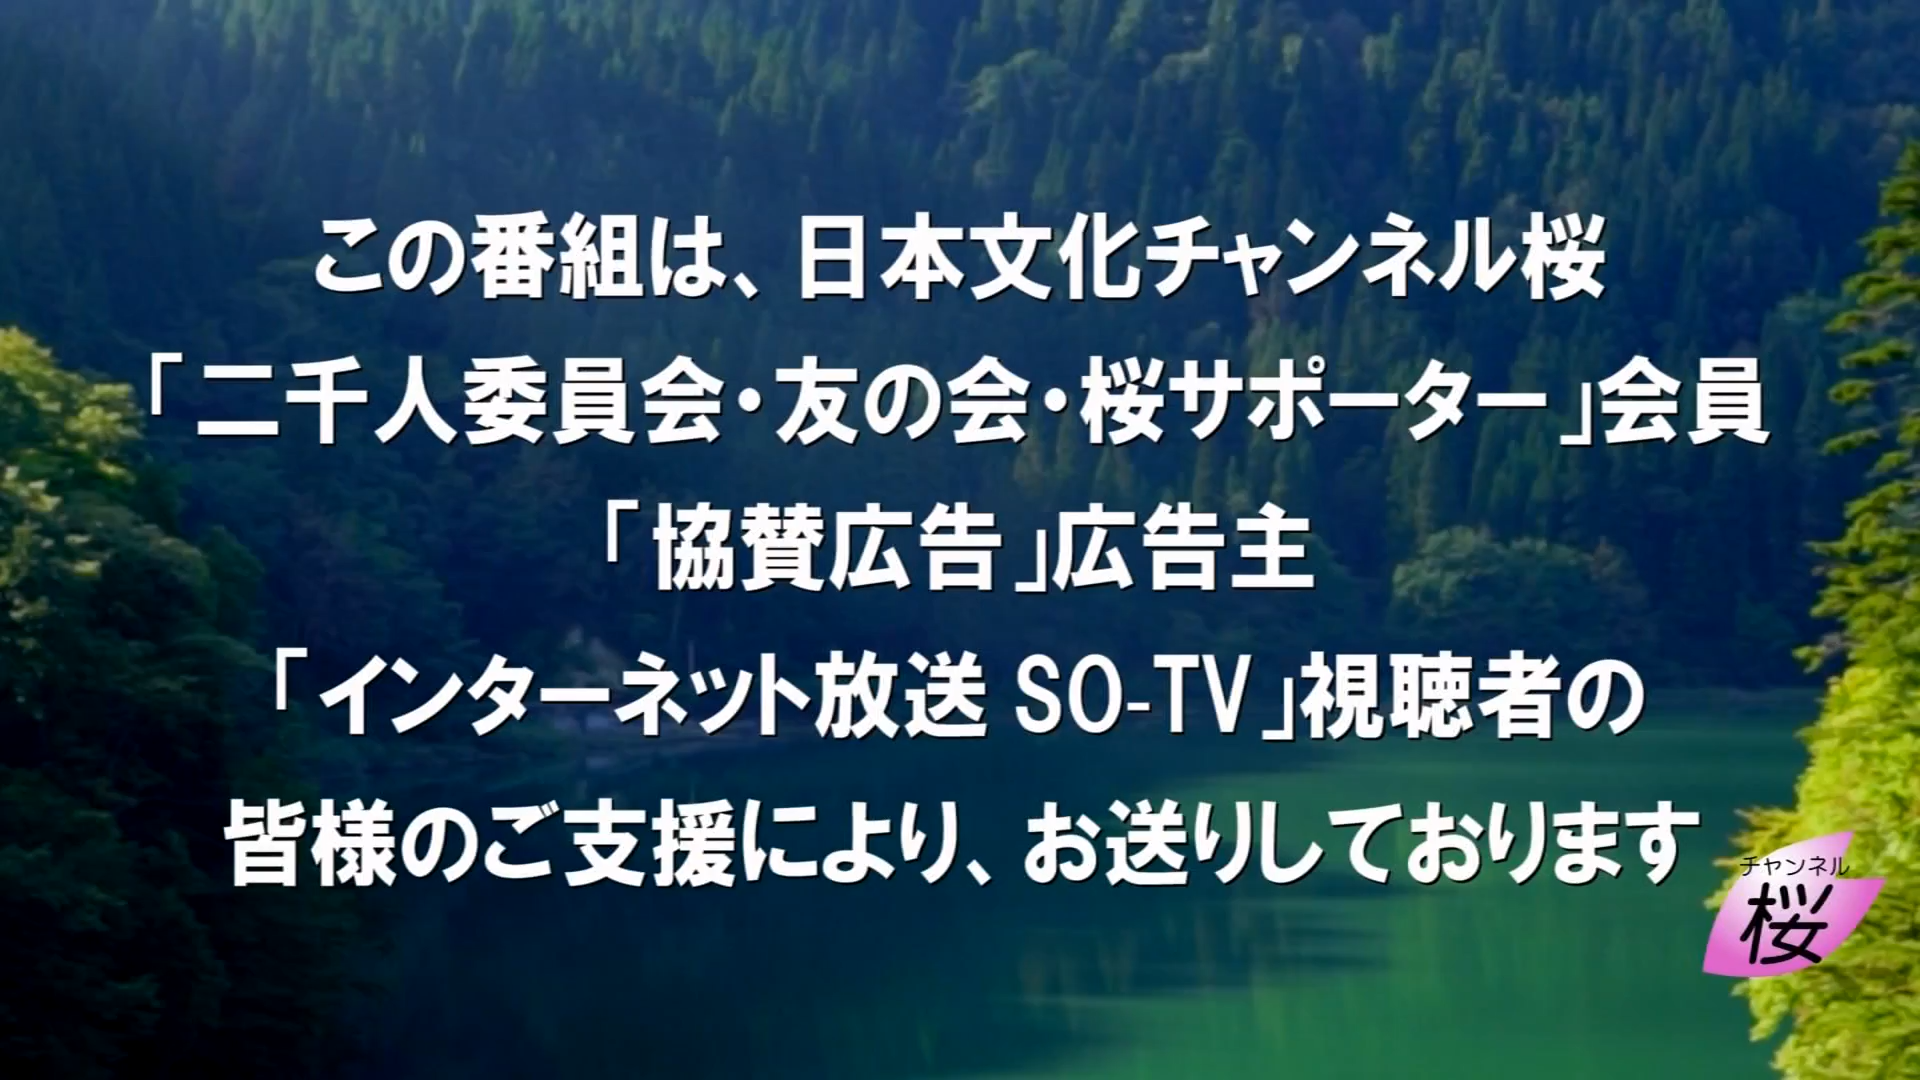 この番組は、日本文化チャンネル桜
「二千人委員会・友の会・桜サポーター」会員
「協賛広告」広告主
「インターネット放送 SO-TV」視聴者の
皆様のご支援により、お送りしております
チャンネル
桜